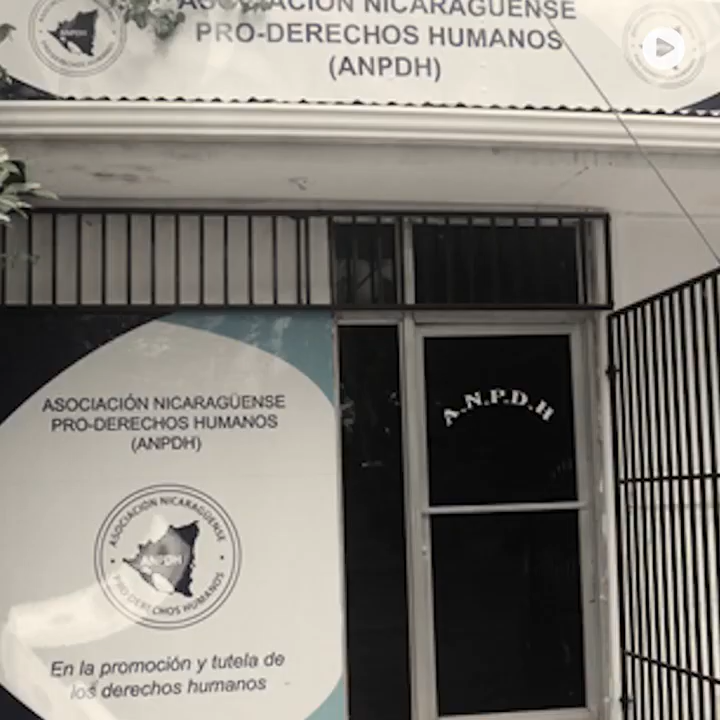 ASOCIACIÓN NICARAGÜENSE
PRO-DERECHOS HUMANOS
(ANPDH)
A.N.P.D.H
ASOCIACIÓN NICARAGÜENSE
PRO-DERECHOS HUMANOS
(ANPDH)
ASOCIACIÓN NICARAGÜENSE
ANPDH
PRO-DERECHOS HUMANOS
En la promoción y tutela de
los derechos humanos